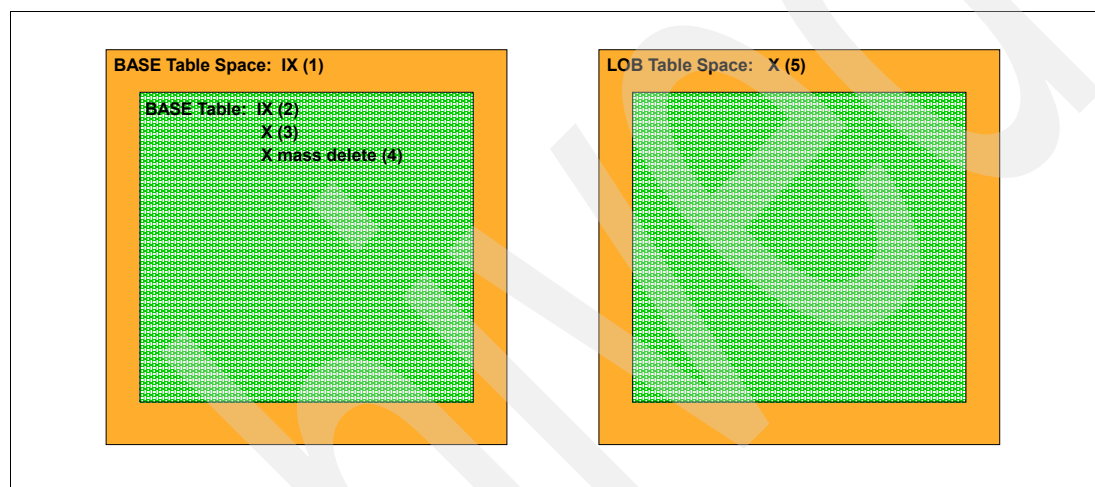 BASE Table Space: IX (1)
BASE Table: IX (2)
X (3)
X mass delete (4)
LOB Table Space: X (5)